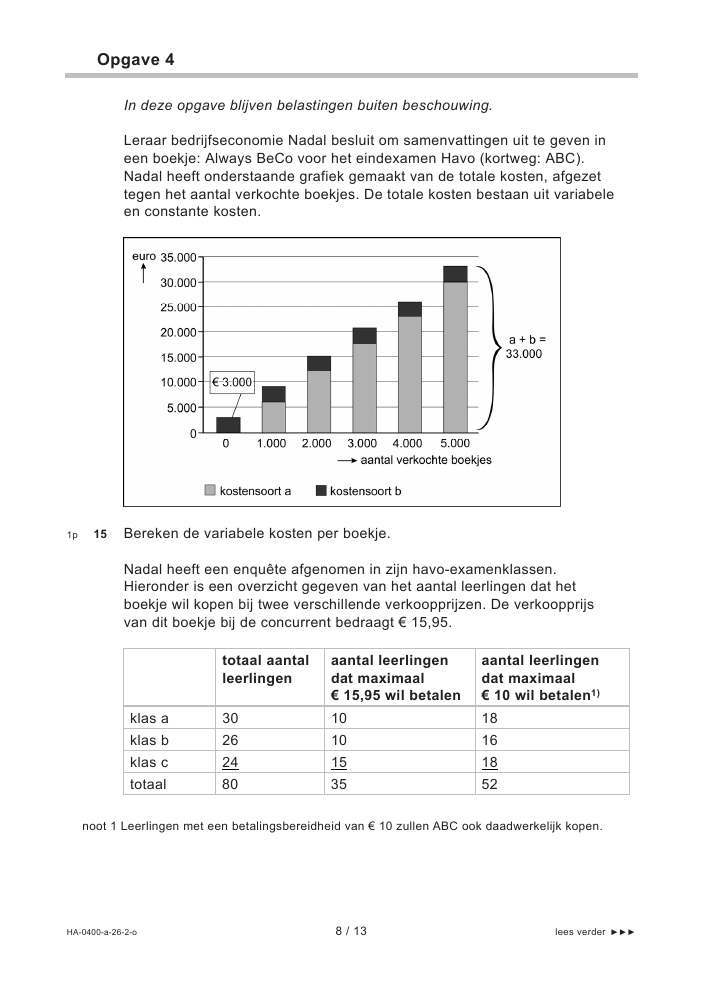 Opgave 4
In deze opgave blijven belastingen buiten beschouwing.
Leraar bedrijfseconomie Nadal besluit om samenvattingen uit te geven in
een boekje: Always BeCo voor het eindexamen Havo (kortweg: ABC).
Nadal heeft onderstaande grafiek gemaakt van de totale kosten, afgezet
tegen het aantal verkochte boekjes. De totale kosten bestaan uit variabele
en constante kosten.
euro 35.000
30.000
25.000
20.000
15.000
10.000
5.000
0
€ 3.000
a + b =
33.000
0 1.000 2.000 3.000 4.000 5.000
aantal verkochte boekjes
kostensoort a kostensoort b
1p 15 Bereken de variabele kosten per boekje.
Nadal heeft een enquête afgenomen in zijn havo-examenklassen.
Hieronder is een overzicht gegeven van het aantal leerlingen dat het
boekje wil kopen bij twee verschillende verkoopprijzen. De verkoopprijs
van dit boekje bij de concurrent bedraagt € 15,95.
totaal aantal aantal leerlingen aantal leerlingen
leerlingen dat maximaal dat maximaal
€ 15,95 wil betalen € 10 wil betalen1)
klas a 30 10 18
klas b 26 10 16
klas c 24 15 18
totaal 80 35 52
noot 1 Leerlingen met een betalingsbereidheid van € 10 zullen ABC ook daadwerkelijk kopen.
HA-0400-a-26-2-o 8 / 13 lees verder ►►►